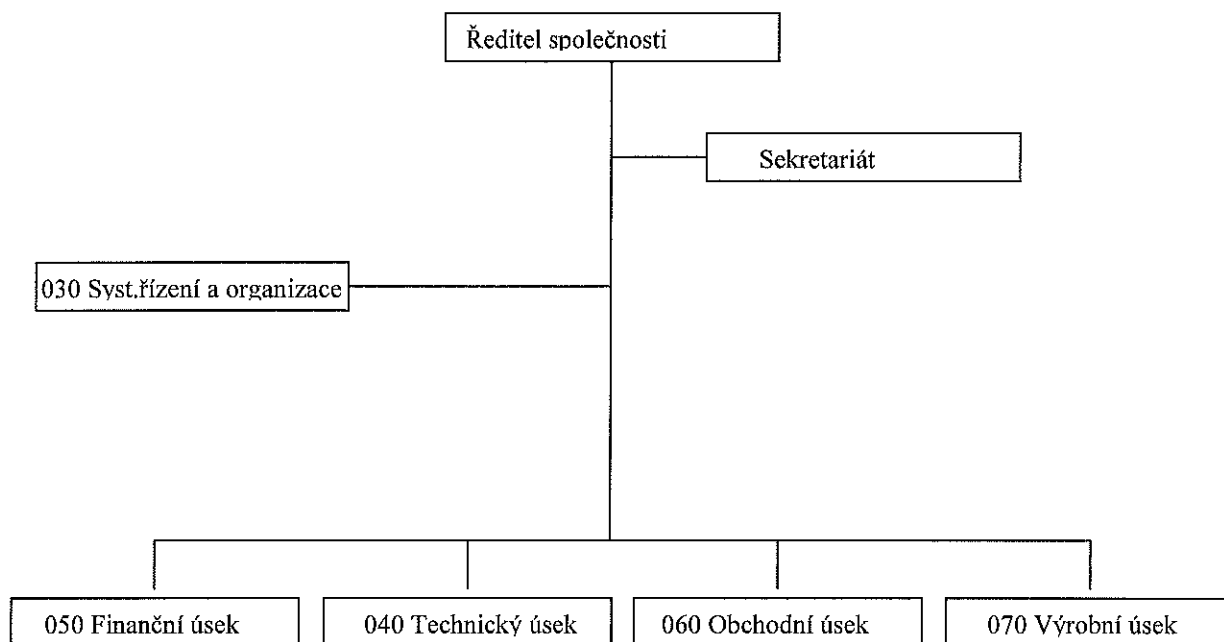 Ředitel společnosti
Sekretariát
030 Syst.řízení a organizace
050 Finanční úsek
040 Technický úsek
060 Obchodní úsek
070 Výrobní úsek